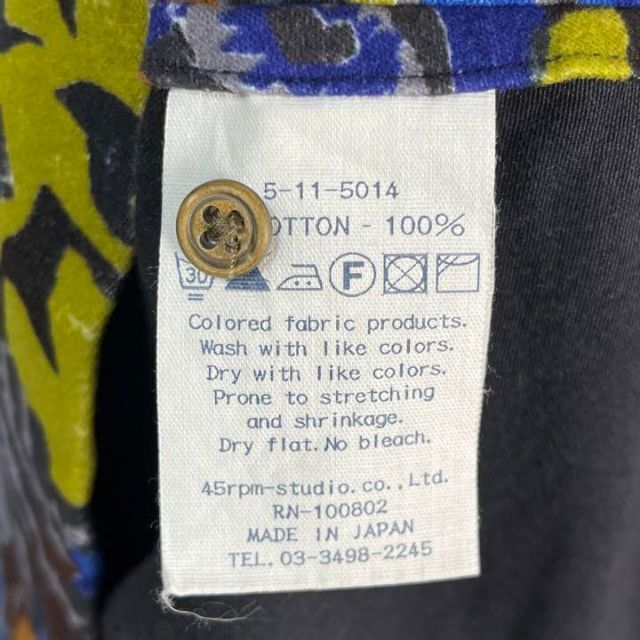 5-11-5014
OTTON - 100%
30 F
Colored fabric products.
Wash with like colors.
Dry with like colors.
Prone to stretching
and shrinkage.
Dry flat.No bleach.
45rpm-studio.co.,Ltd.
RN-100802
MADE IN JAPAN
TEL. 03-3498-2245